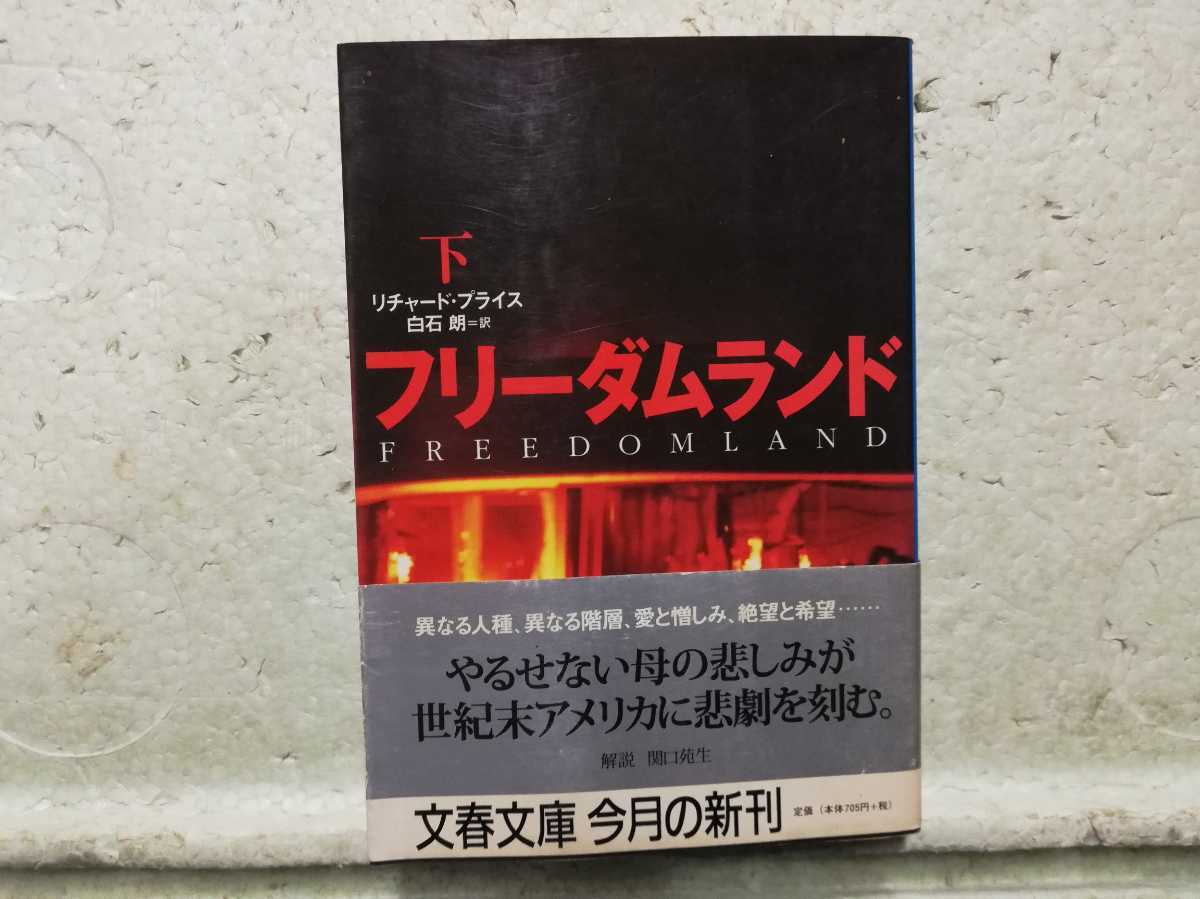 下
リチャード・プライス
白石 朗＝訳
フリーダムランド
FREEDOMLAND
異なる人種、異なる階層、愛と憎しみ、絶望と希望……
やるせない母の悲しみが
世紀末アメリカに悲劇を刻む。
解説 関口苑生
文春文庫 今月の新刊 定価（本体705円+税）